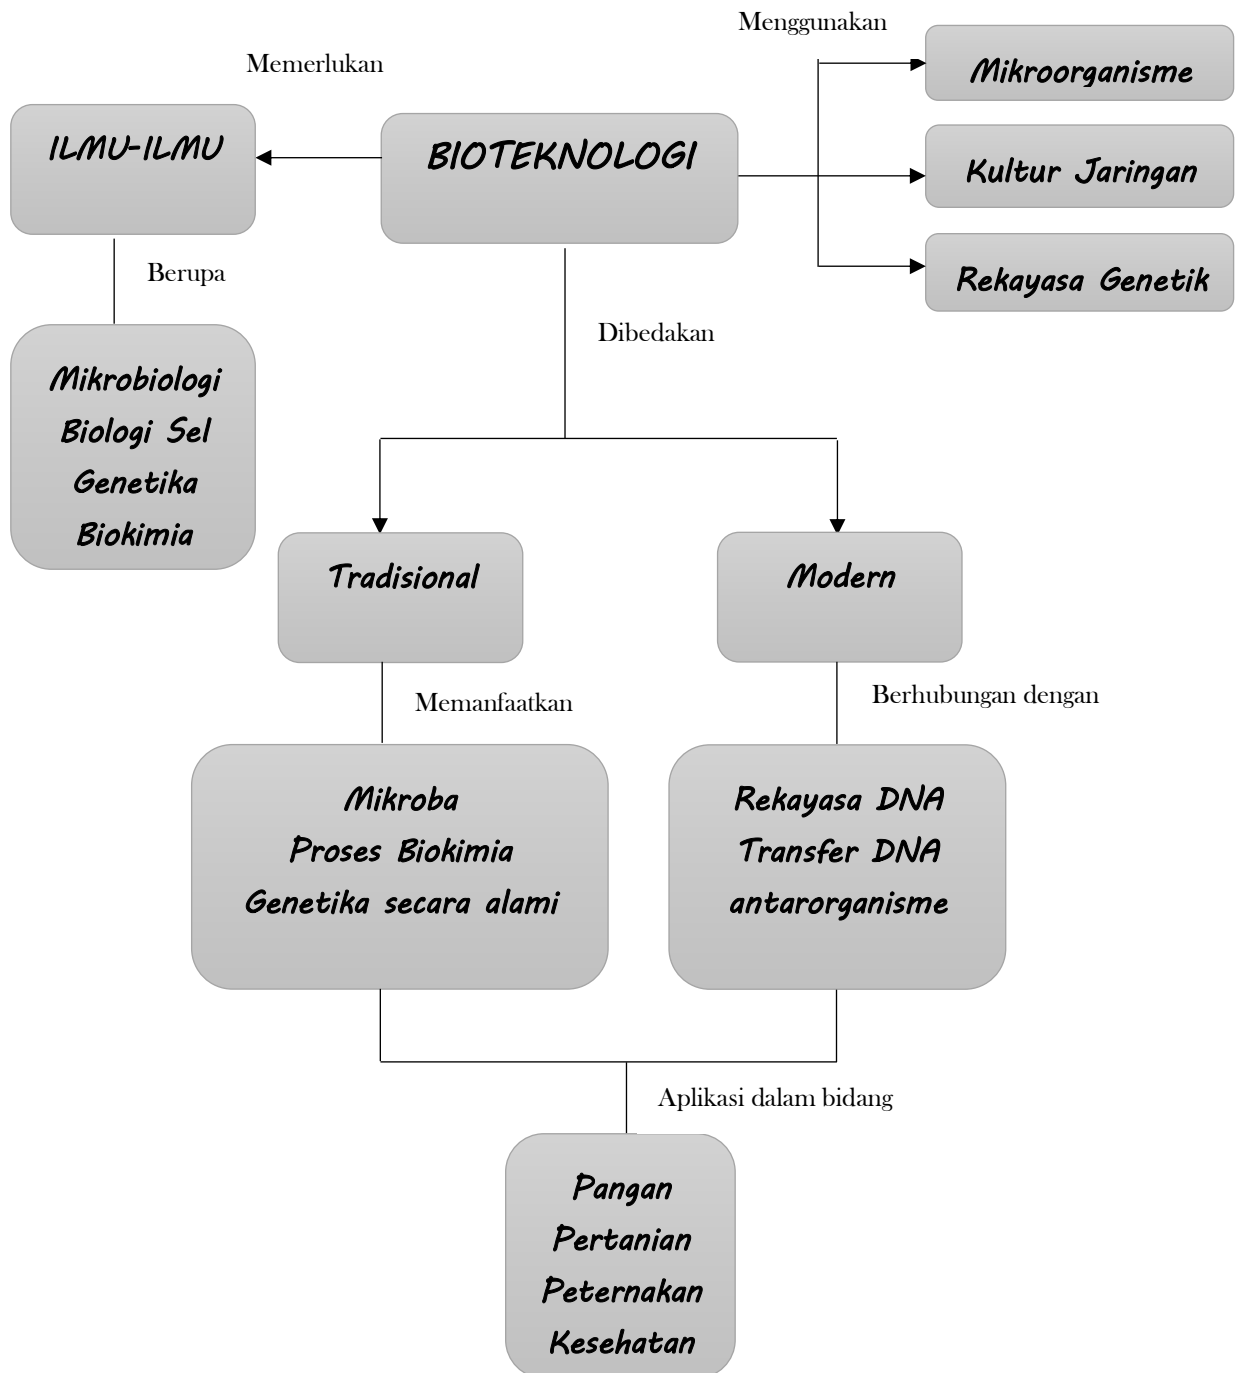 Menggunakan
Memerlukan
Mikroorganisme
ILMU-ILMU
BIOTEKNOLOGI
Kultur Jaringan
Berupa
Rekayasa Genetik
Dibedakan
Mikrobiologi
Biologi Sel
Genetika
Biokimia
Tradisional
Modern
Memanfaatkan
Berhubungan dengan
Mikroba
Proses Biokimia
Genetika secara alami
Rekayasa DNA
Transfer DNA
antarorganisme
Aplikasi dalam bidang
Pangan
Pertanian
Peternakan
Kesehatan